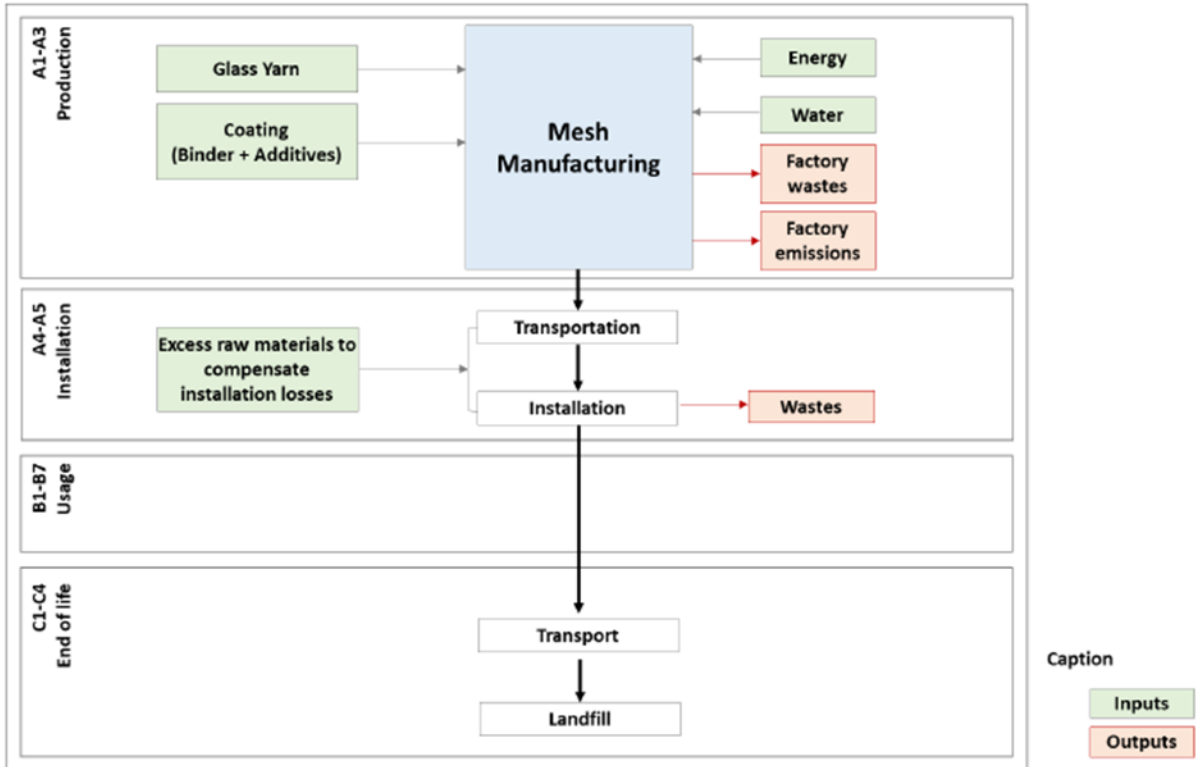 A1-A3
Production
Glass Yarn
Coating
(Binder + Additives)
Mesh
Manufacturing
Energy
Water
Factory
wastes
Factory
emissions
A4-A5
Installation
Excess raw materials to
compensate
installation losses
Transportation
Installation
Wastes
B1-B7
Usage
C1-C4
End of life
Transport
Landfill
Caption
Inputs
Outputs